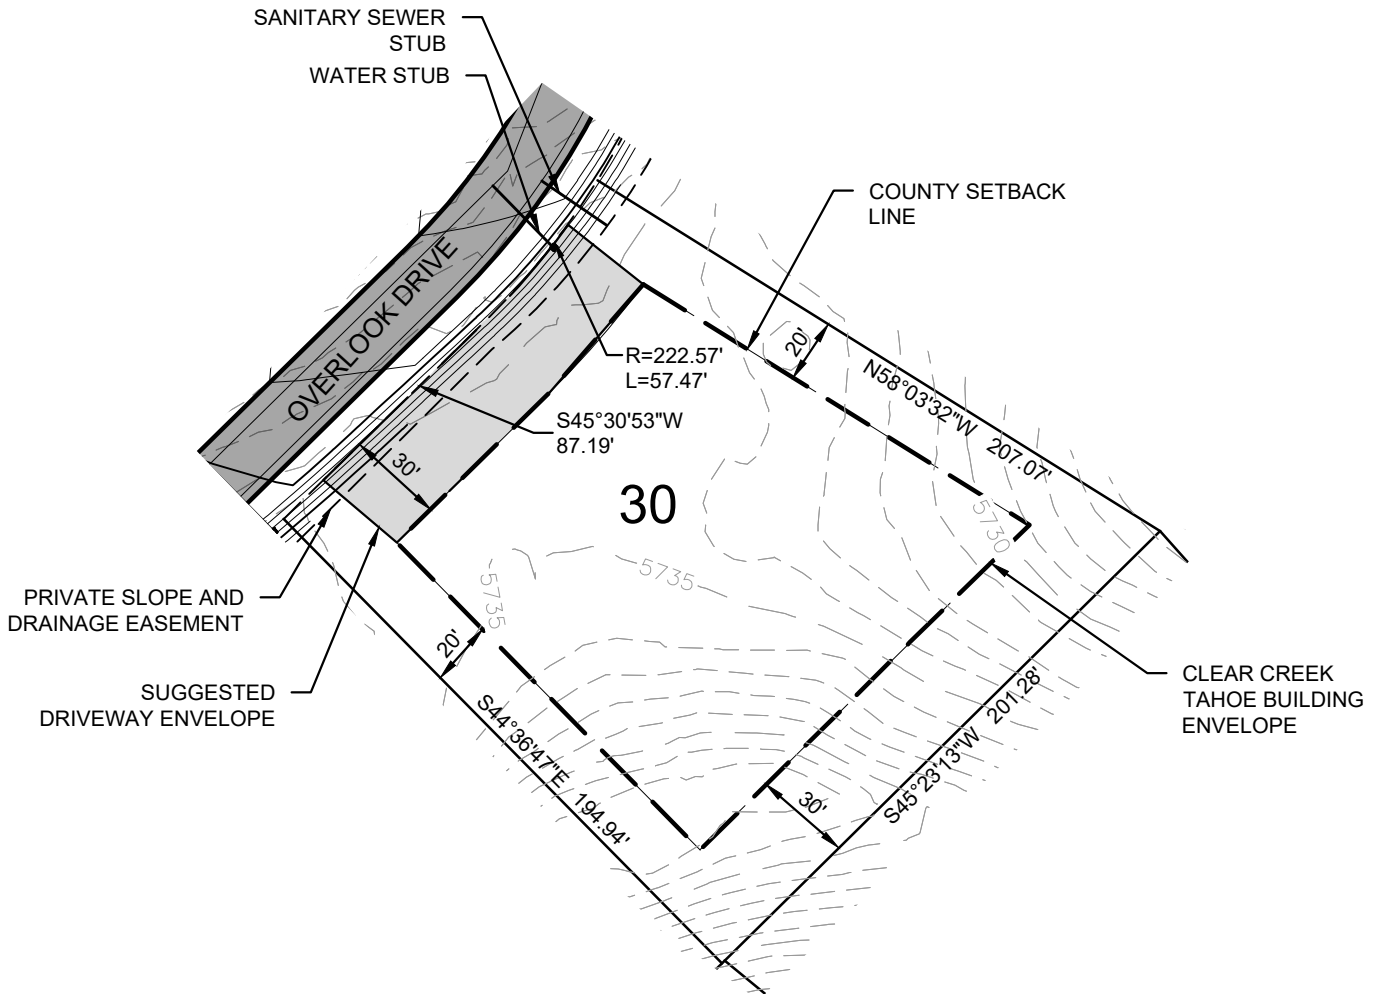 SANITARY SEWER
STUB
WATER STUB
COUNTY SETBACK
LINE
OVERLOOK DRIVE
20'
R=222.57'
L=57.47'
N58°03'32"W 207.07'
S45°30'53"W
87.19'
30'
30
5730
5735
5735
PRIVATE SLOPE AND
DRAINAGE EASEMENT
20'
SUGGESTED
DRIVEWAY ENVELOPE
CLEAR CREEK
TAHOE BUILDING
ENVELOPE
S44°36'47"E 194.94'
S45°23'13"W 201.28'
30'